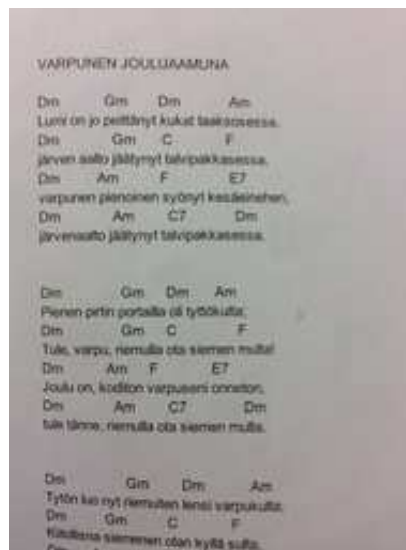 VARPUNEN JOULUAAMUNA
Dm Gm Dm Am
Lumi on jo peittänyt kukat laaksosessa,
Dm Gm C F
järven aalto jäätynyt talvipakkasessa.
Dm Am F E7
varpunen pienoinen syönyt kesäeinehen,
Dm Am C7 Dm
järvenaalto jäätynyt talvipakkasessa.
Dm Gm Dm Am
Pienen pirtin portailla oli tyttökulta;
Dm Gm C F
Tule, varpu, riemulla ota siemen multa!
Dm Am F E7
Joulu on, koditon varpuseni onneton,
Dm Am C7 Dm
tule tänne, riemulla ota siemen multa.
Dm Gm Dm Am
Tytön luo nyt riemuiten lensi varpukulta;
Dm Gm C F
Kiitollisna siemenen otan kyllä sulta.